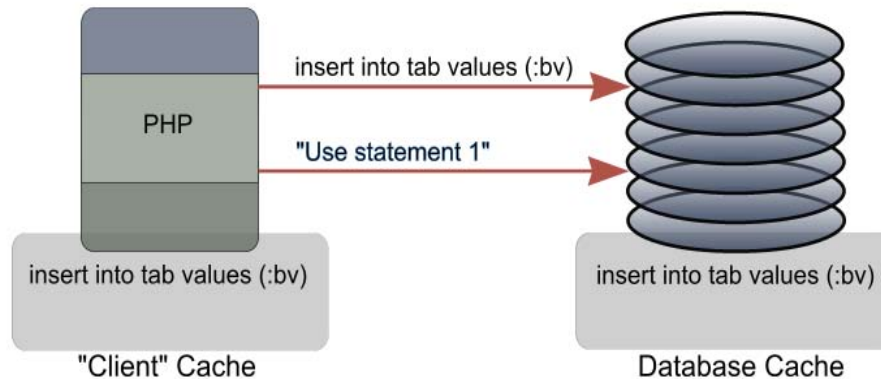 insert into tab values (:bv)
PHP
"Use statement 1"
insert into tab values (:bv)
insert into tab values (:bv)
"Client" Cache
Database Cache